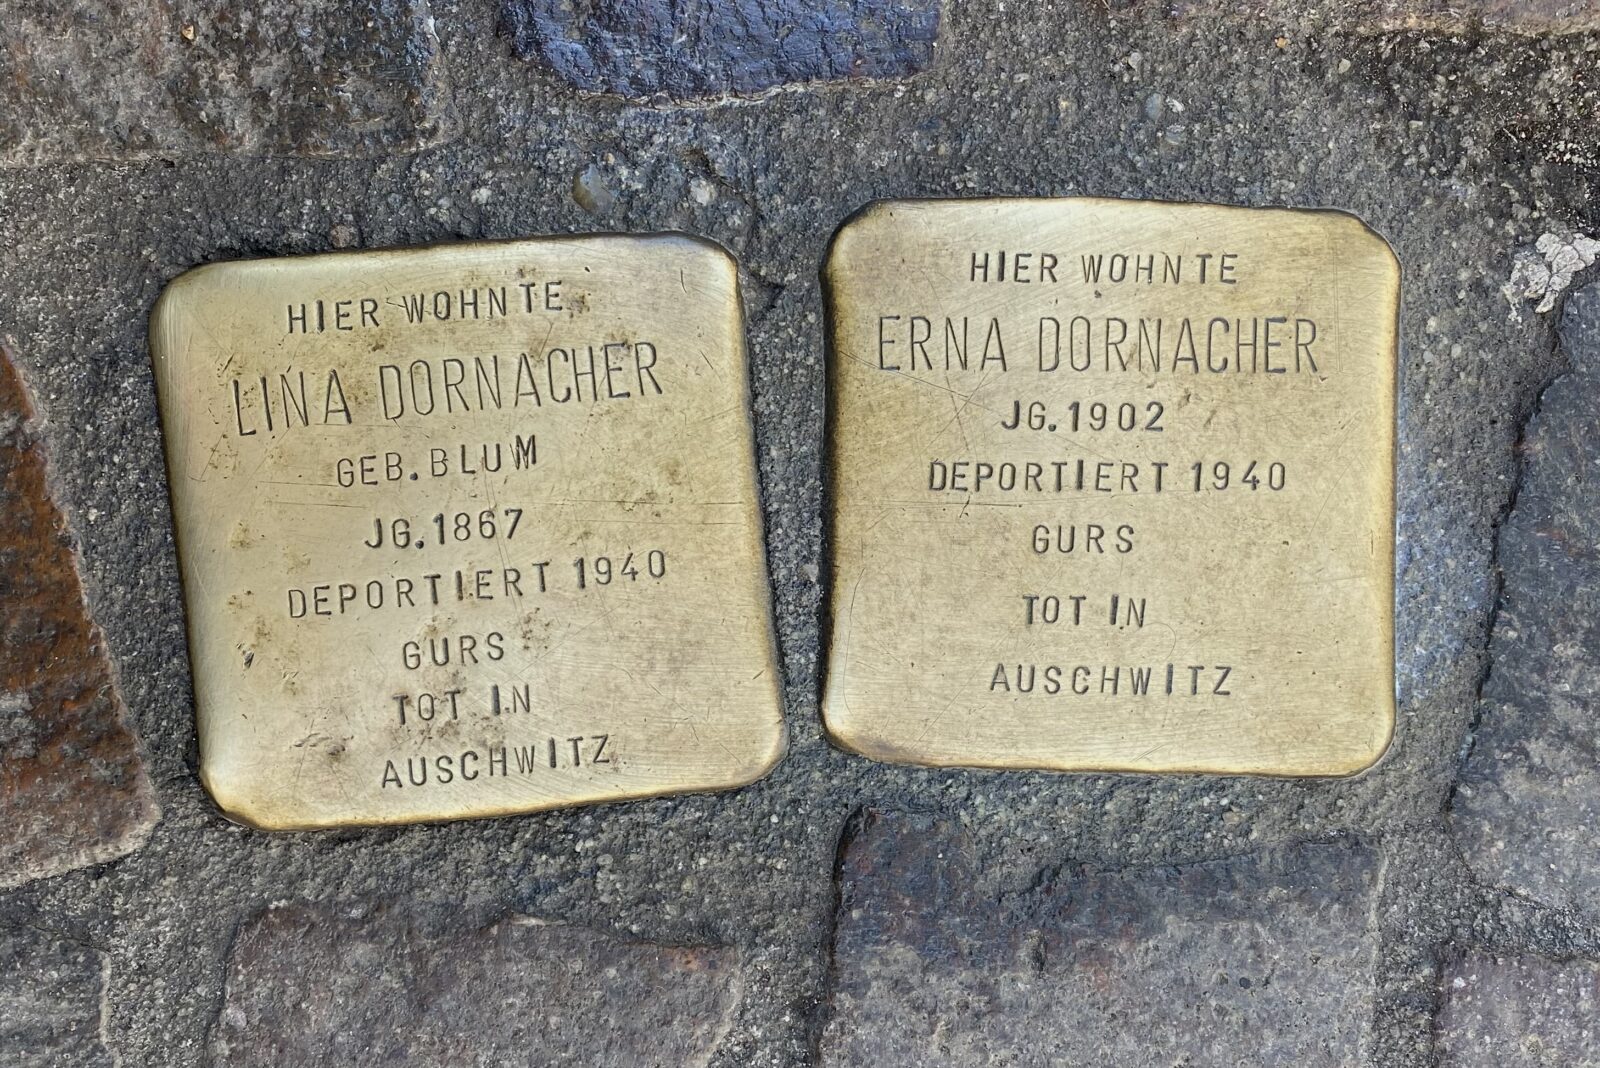 HIER WOHNTE
LINA DORNACHER
GEB. BLUM
JG. 1867
DEPORTIERT 1940
GURS
TOT IN
AUSCHWITZ
HIER WOHNTE
ERNA DORNACHER
JG. 1902
DEPORTIERT 1940
GURS
TOT IN
AUSCHWITZ